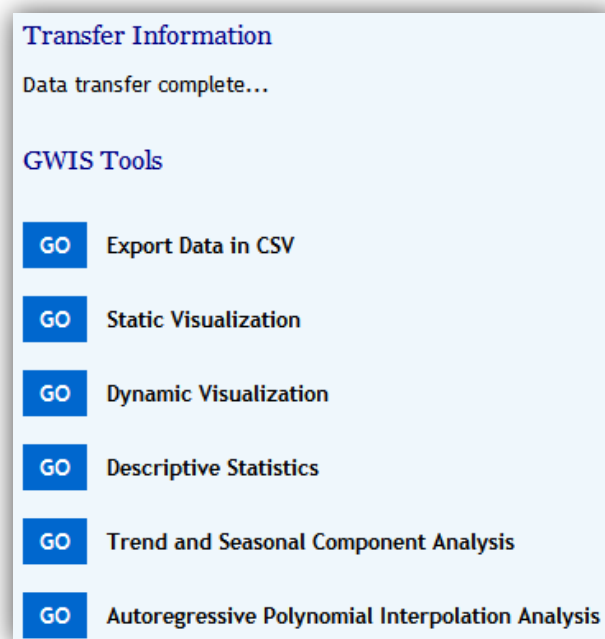 Transfer Information
Data transfer complete...
GWIS Tools
GO Export Data in CSV
GO Static Visualization
GO Dynamic Visualization
GO Descriptive Statistics
GO Trend and Seasonal Component Analysis
GO Autoregressive Polynomial Interpolation Analysis